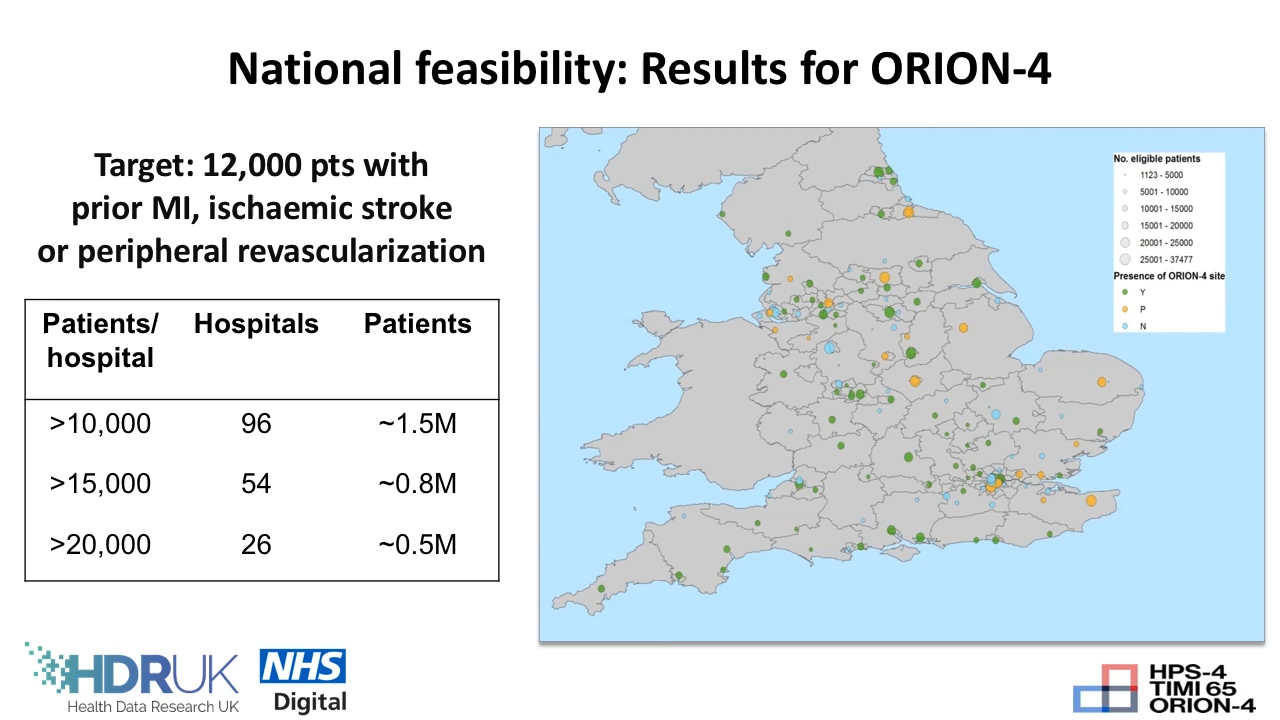 National feasibility: Results for ORION-4
Target: 12,000 pts with
prior MI, ischaemic stroke
or peripheral revascularization
Patients/ Hospitals Patients
hospital
>10,000 96 ~1.5M
>15,000 54 ~0.8M
>20,000 26 ~0.5M
No. eligible patients
1123 - 5000
5001 - 10000
10001 - 15000
15001 - 20000
20001 - 25000
25001 - 37477
Presence of ORION-4 site
Y
P
N
HDRUK
Health Data Research UK
NHS
Digital
HPS-4
TIMI 65
ORION-4